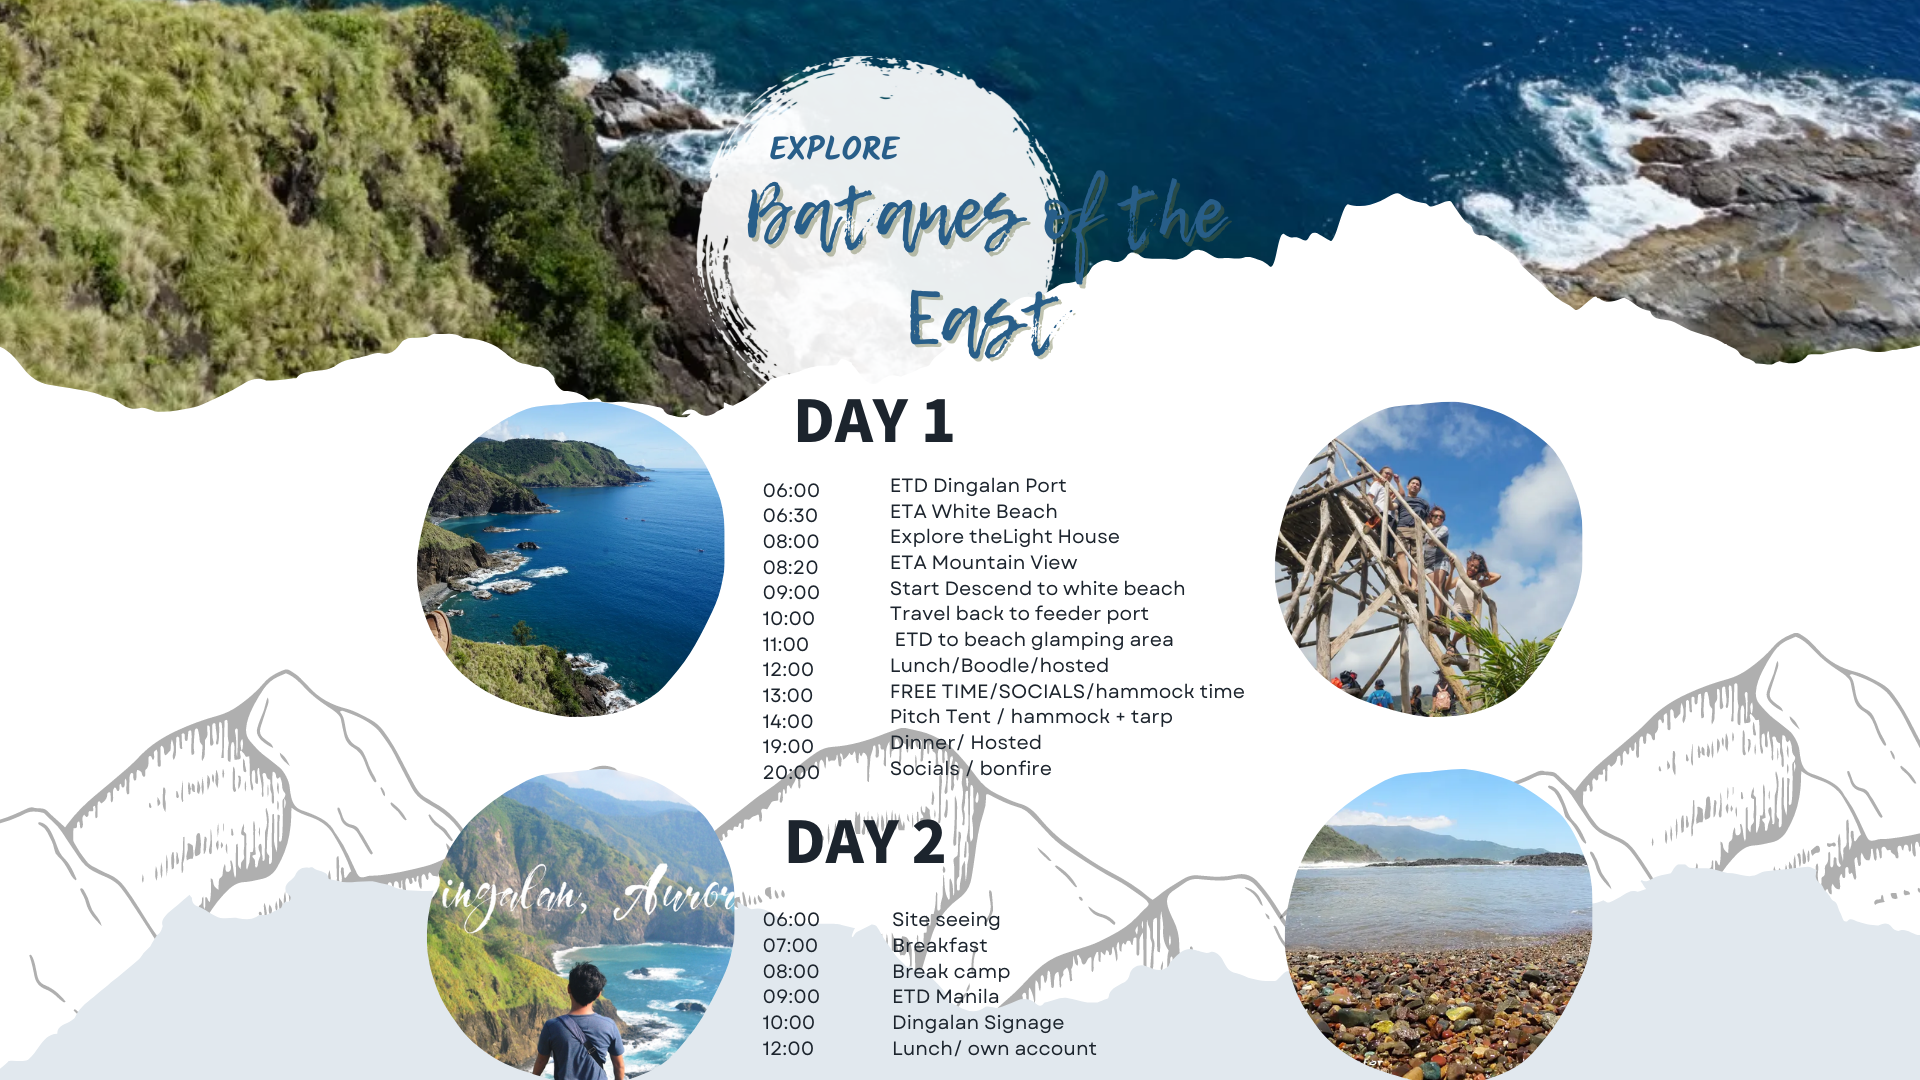 EXPLORE
Batanes of the
East
DAY 1
06:00 ETD Dingalan Port
06:30 ETA White Beach
08:00 Explore theLight House
08:20 ETA Mountain View
09:00 Start Descend to white beach
10:00 Travel back to feeder port
11:00 ETD to beach glamping area
12:00 Lunch/Boodle/hosted
13:00 FREE TIME/SOCIALS/hammock time
14:00 Pitch Tent / hammock + tarp
19:00 Dinner/ Hosted
20:00 Socials / bonfire
DAY 2
ingalan, Auror
06:00 Site seeing
07:00 Breakfast
08:00 Break camp
09:00 ETD Manila
10:00 Dingalan Signage
12:00 Lunch/ own account